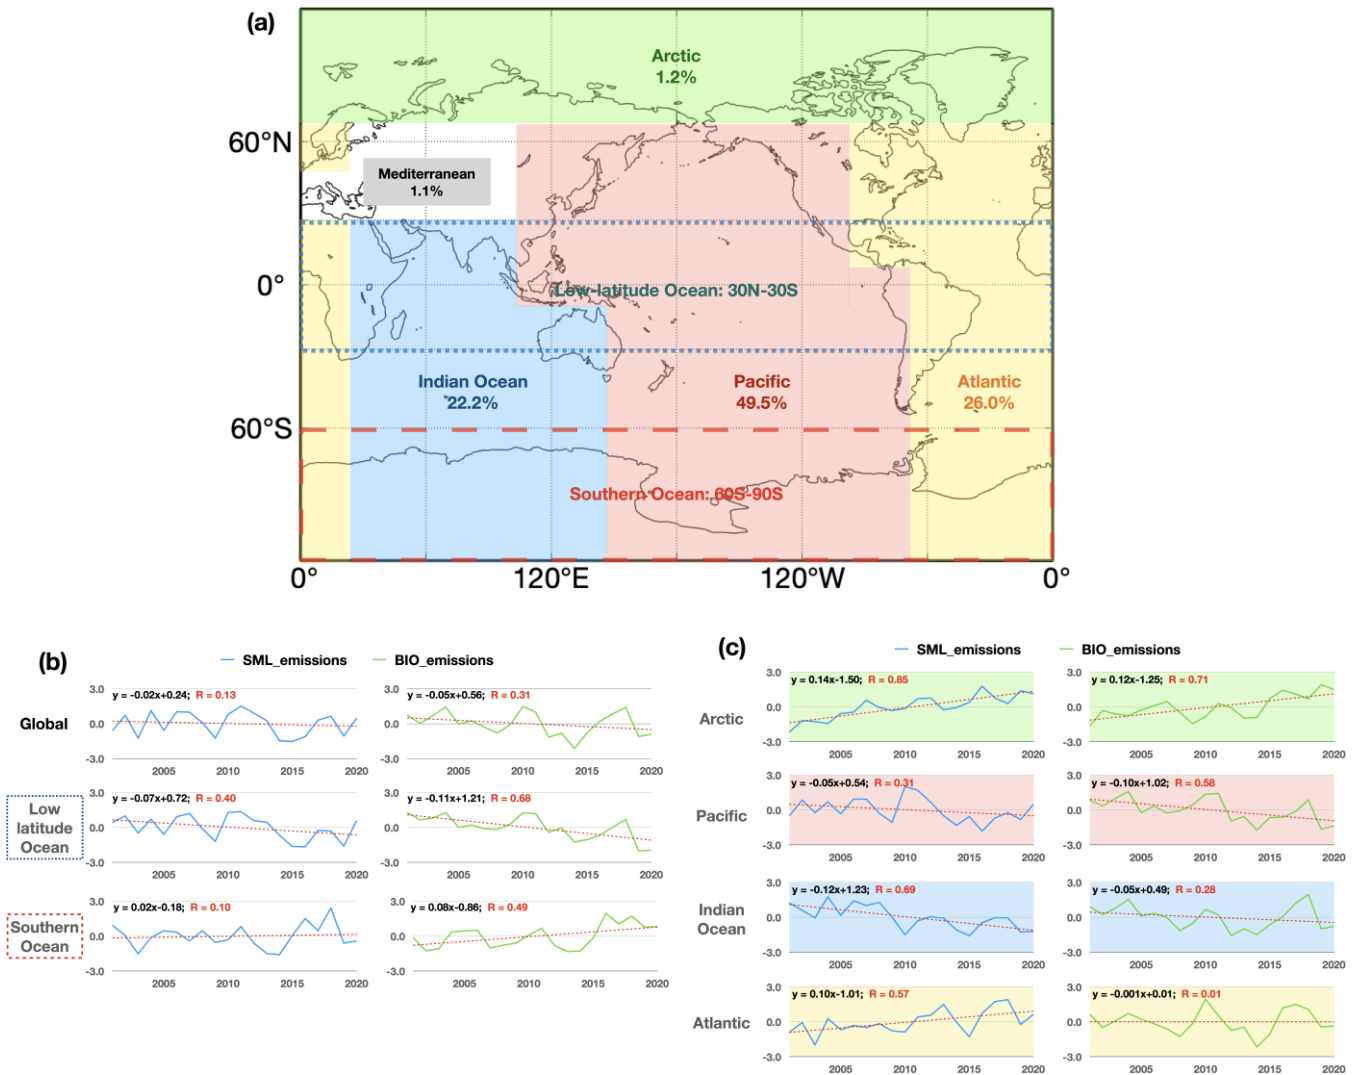 (a)
Arctic
1.2%
60°N
Mediterranean
1.1%
0°
Low-latitude Ocean: 30N-30S
Indian Ocean
22.2%
Pacific
49.5%
Atlantic
26.0%
60°S
Southern Ocean: 60S-90S
0° 120°E 120°W 0°
(b)
SML_emissions BIO_emissions
Global
3.0 y = -0.02x+0.24; R = 0.13
0.0
-3.0
2005 2010 2015 2020
3.0 y = -0.05x+0.56; R = 0.31
0.0
-3.0
2005 2010 2015 2020
Low
latitude
Ocean
3.0 y = -0.07x+0.72; R = 0.40
0.0
-3.0
2005 2010 2015 2020
3.0 y = -0.11x+1.21; R = 0.68
0.0
-3.0
2005 2010 2015 2020
Southern
Ocean
3.0 y = 0.02x-0.18; R = 0.10
0.0
-3.0
2005 2010 2015 2020
3.0 y = 0.08x-0.86; R = 0.49
0.0
-3.0
2005 2010 2015 2020
(c)
SML_emissions BIO_emissions
Arctic
3.0 y = 0.14x-1.50; R = 0.85
0.0
-3.0
2005 2010 2015 2020
3.0 y = 0.12x-1.25; R = 0.71
0.0
-3.0
2005 2010 2015 2020
Pacific
3.0 y = -0.05x+0.54; R = 0.31
0.0
-3.0
2005 2010 2015 2020
3.0 y = -0.10x+1.02; R = 0.58
0.0
-3.0
2005 2010 2015 2020
Indian
Ocean
3.0 y = -0.12x+1.23; R = 0.69
0.0
-3.0
2005 2010 2015 2020
3.0 y = -0.05x+0.49; R = 0.28
0.0
-3.0
2005 2010 2015 2020
Atlantic
3.0 y = 0.10x-1.01; R = 0.57
0.0
-3.0
2005 2010 2015 2020
3.0 y = -0.001x+0.01; R = 0.01
0.0
-3.0
2005 2010 2015 2020